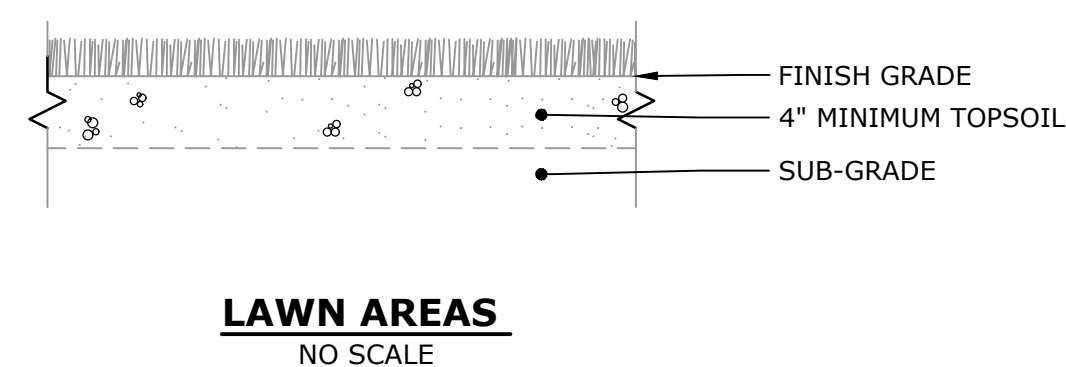 FINISH GRADE
4" MINIMUM TOPSOIL
SUB-GRADE
LAWN AREAS
NO SCALE